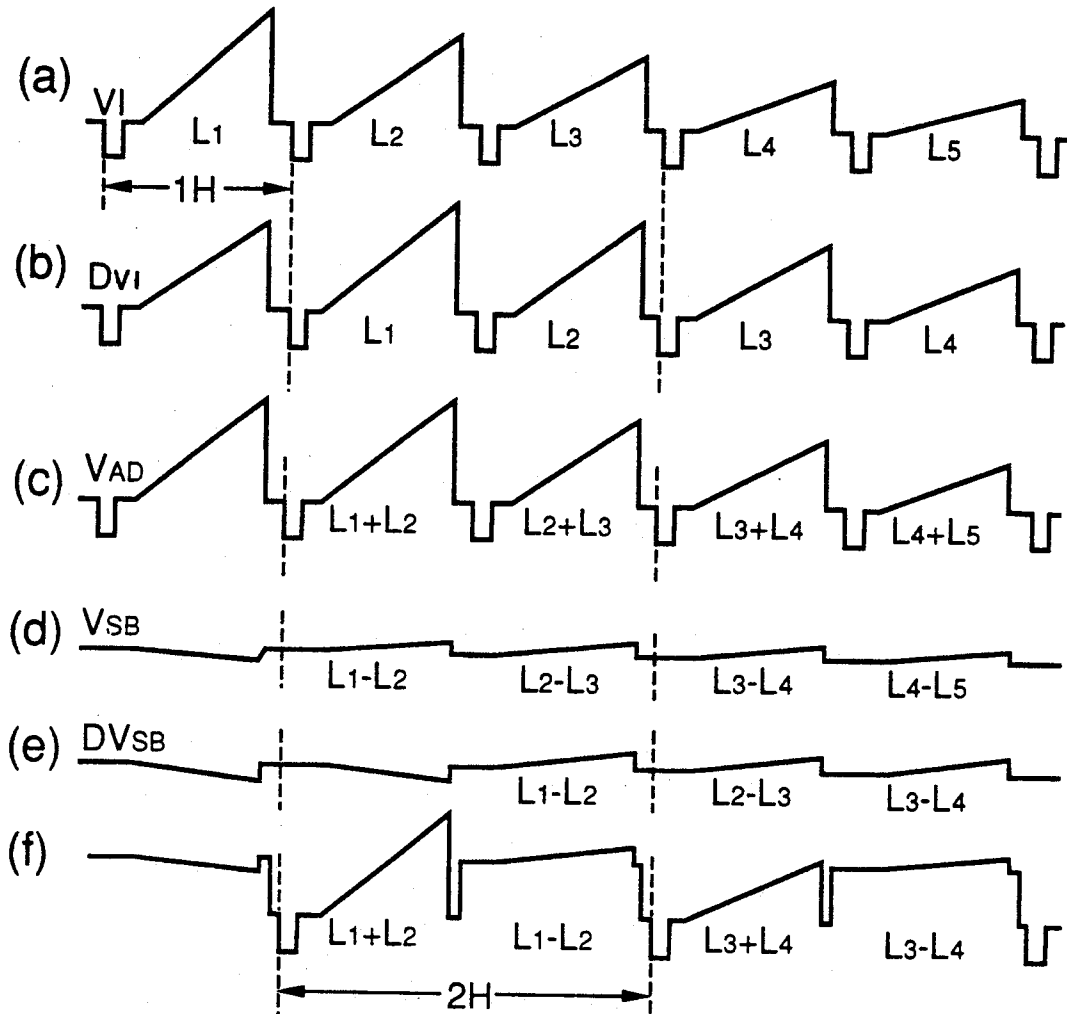 (a) VI L1 L2 L3 L4 L5
1H
(b) DVI L1 L2 L3 L4
(c) VAD L1+L2 L2+L3 L3+L4 L4+L5
(d) VSB L1-L2 L2-L3 L3-L4 L4-L5
(e) DVSB L1-L2 L2-L3 L3-L4
(f) L1+L2 L1-L2 L3+L4 L3-L4
2H